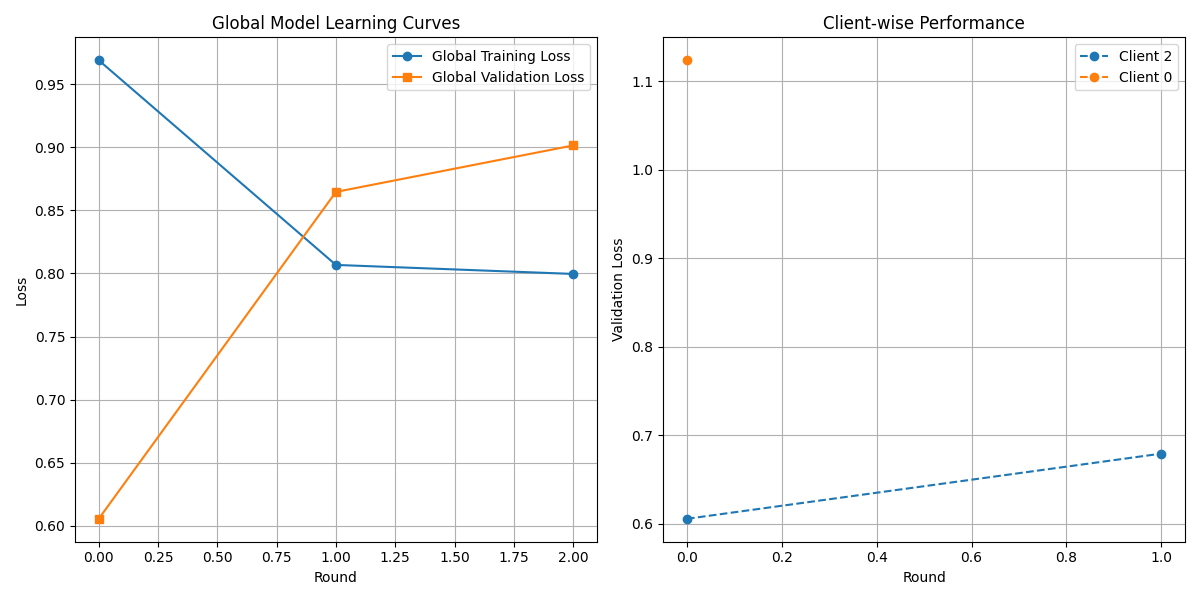 Global Model Learning Curves
Global Training Loss
Global Validation Loss
Loss
0.95
0.90
0.85
0.80
0.75
0.70
0.65
0.60
0.00 0.25 0.50 0.75 1.00 1.25 1.50 1.75 2.00
Round
Client-wise Performance
Client 2
Client 0
Validation Loss
1.1
1.0
0.9
0.8
0.7
0.6
0.0 0.2 0.4 0.6 0.8 1.0
Round